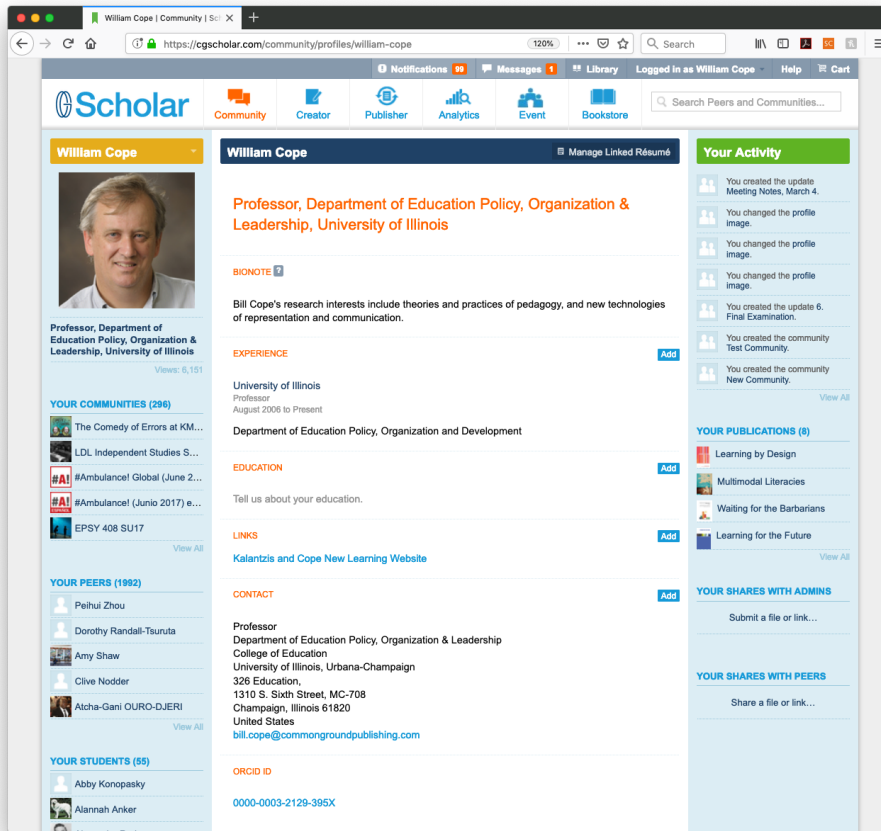 William Cope | Community | Sch
https://cgscholar.com/community/profiles/william-cope
120%
Search
Notifications 99
Messages 1
Library
Logged in as William Cope
Help
Cart
Scholar
Community
Creator
Publisher
Analytics
Event
Bookstore
Search Peers and Communities...
William Cope
Professor, Department of
Education Policy, Organization &
Leadership, University of Illinois
Views: 6,151
YOUR COMMUNITIES (296)
The Comedy of Errors at KM...
LDL Independent Studies S...
#A! #Ambulance! Global (June 2...
#A! #Ambulance! (Junio 2017) e...
EPSY 408 SU17
View All
YOUR PEERS (1992)
Peihui Zhou
Dorothy Randall-Tsuruta
Amy Shaw
Clive Nodder
Atcha-Gani OURO-DJERI
View All
YOUR STUDENTS (55)
Abby Konopasky
Alannah Anker
William Cope
Manage Linked Résumé
Professor, Department of Education Policy, Organization &
Leadership, University of Illinois
BIONOTE ?
Bill Cope's research interests include theories and practices of pedagogy, and new technologies
of representation and communication.
EXPERIENCE
Add
University of Illinois
Professor
August 2006 to Present
Department of Education Policy, Organization and Development
EDUCATION
Add
Tell us about your education.
LINKS
Add
Kalantzis and Cope New Learning Website
CONTACT
Add
Professor
Department of Education Policy, Organization & Leadership
College of Education
University of Illinois, Urbana-Champaign
326 Education,
1310 S. Sixth Street, MC-708
Champaign, Illinois 61820
United States
bill.cope@commongroundpublishing.com
ORCID ID
0000-0003-2129-395X
Your Activity
You created the update
Meeting Notes, March 4.
You changed the profile
image.
You changed the profile
image.
You changed the profile
image.
You created the update 6.
Final Examination.
You created the community
Test Community.
You created the community
New Community.
View All
YOUR PUBLICATIONS (8)
Learning by Design
Multimodal Literacies
Waiting for the Barbarians
Learning for the Future
View All
YOUR SHARES WITH ADMINS
Submit a file or link...
YOUR SHARES WITH PEERS
Share a file or link...